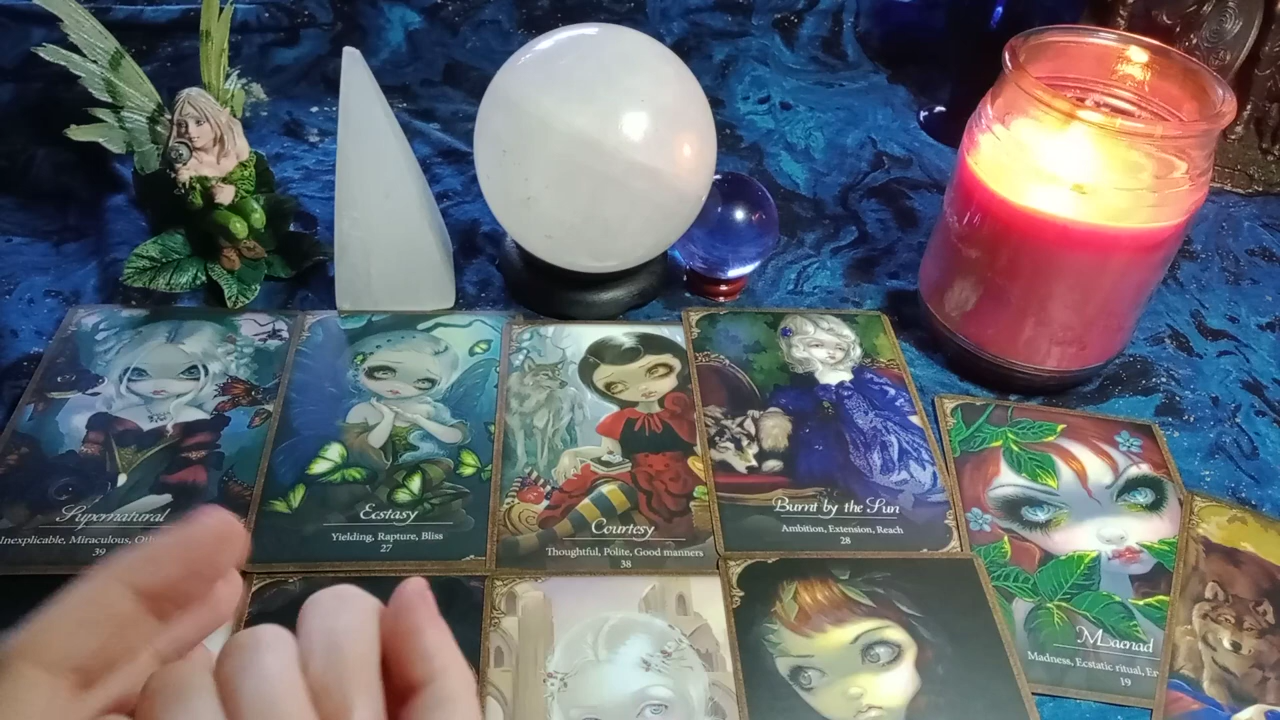 Supernatural
Inexplicable, Miraculous,
39
Ecstasy
Yielding, Rapture, Bliss
27
Courtesy
Thoughtful, Polite, Good manners
38
Burnt by the Sun
Ambition, Extension, Reach
28
Maenad
Madness, Ecstatic ritual,
19